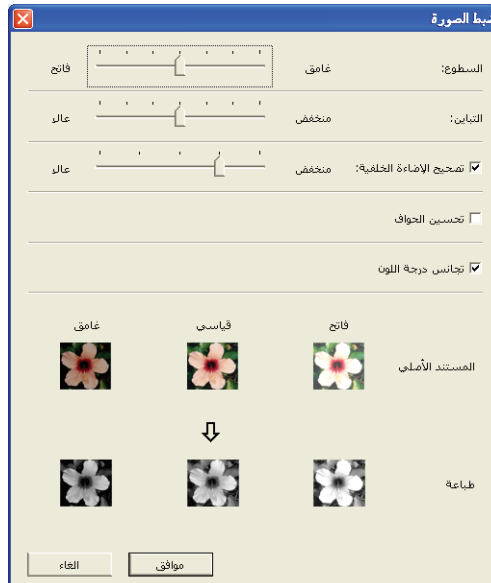 ضبط الصورة
السطوع: غامق فاتح
التباين: منخفض عالٍ
تصحيح الإضاءة الخلفية: منخفض عالٍ
تحسين الحواف
تجانس درجة اللون
فاتح قياسي غامق
المستند الأصلي
طباعة
موافق الغاء